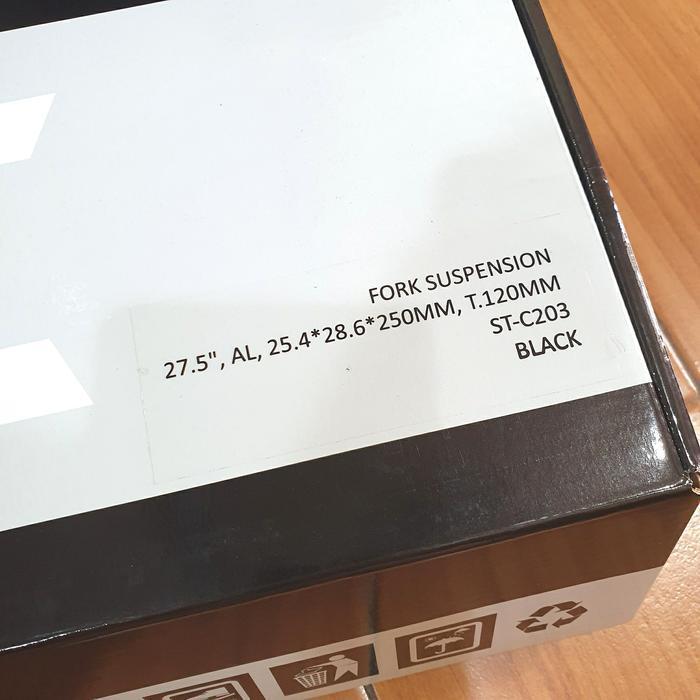 FORK SUSPENSION
27.5", AL, 25.4*28.6*250MM, T.120MM
ST-C203
BLACK